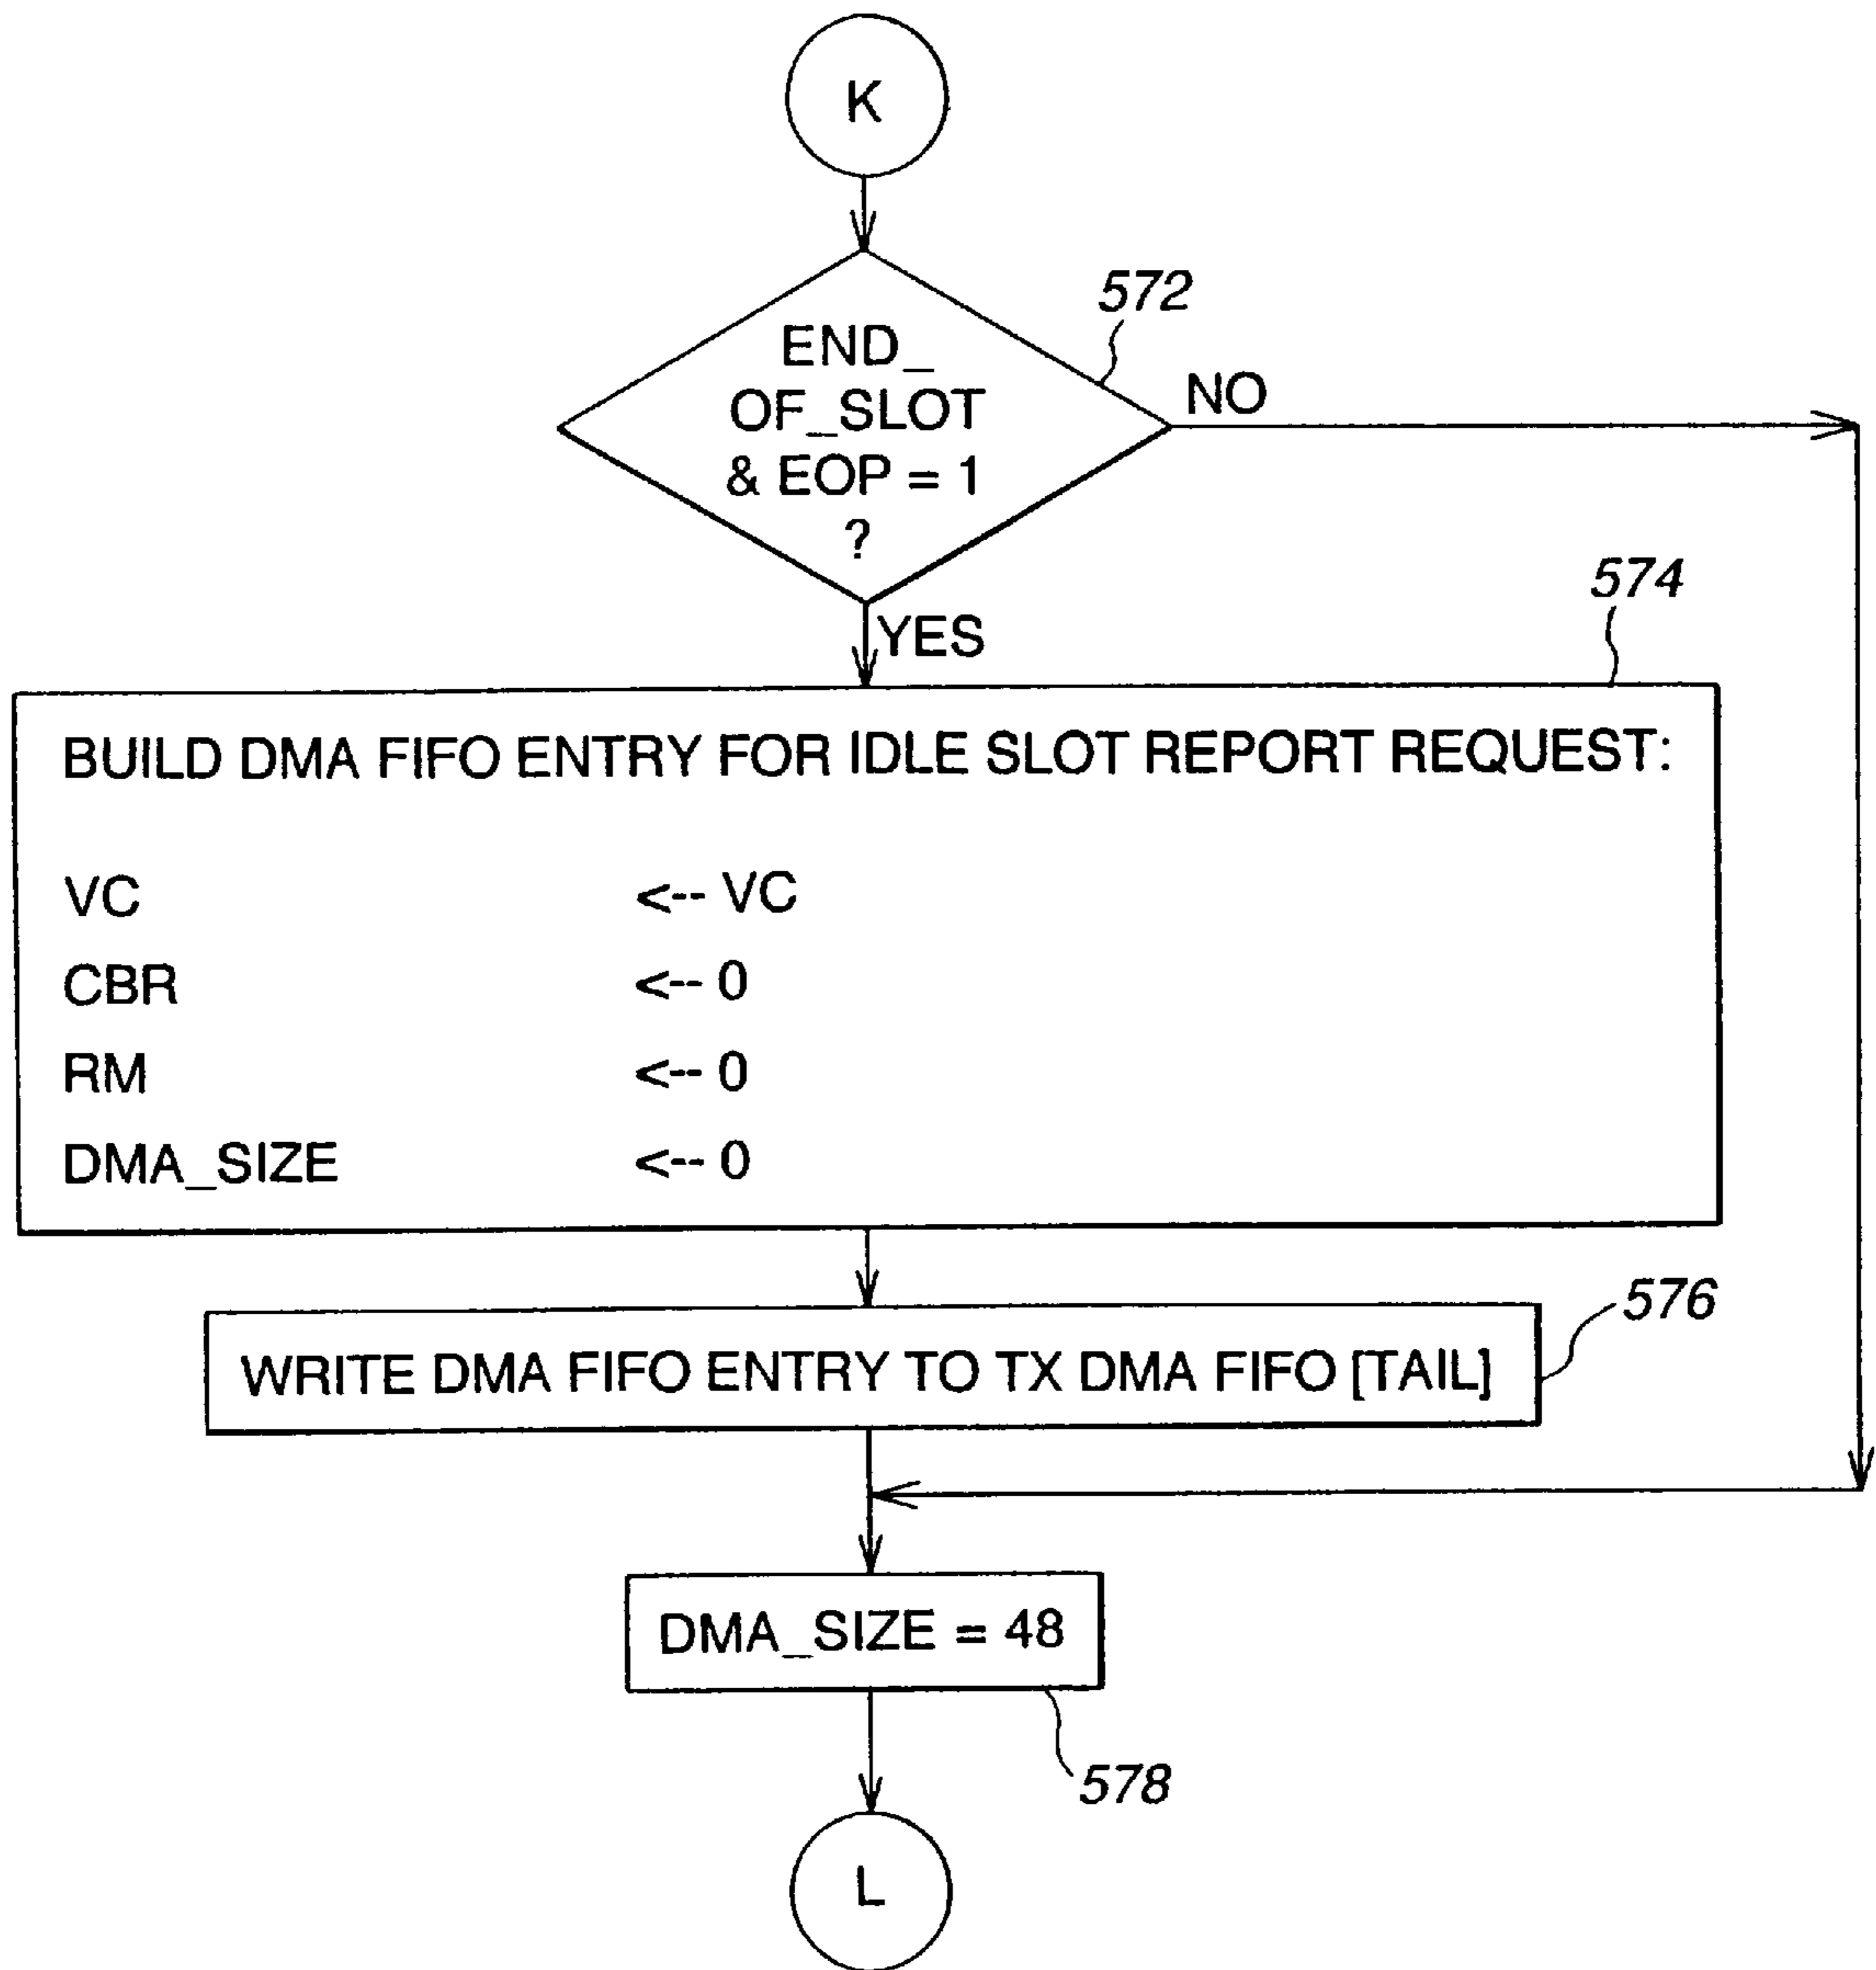 K
572
END_
OF_SLOT
& EOP = 1
?
NO
YES
574
BUILD DMA FIFO ENTRY FOR IDLE SLOT REPORT REQUEST:
VC <-- VC
CBR <-- 0
RM <-- 0
DMA_SIZE <-- 0
576
WRITE DMA FIFO ENTRY TO TX DMA FIFO [TAIL]
DMA_SIZE = 48
578
L